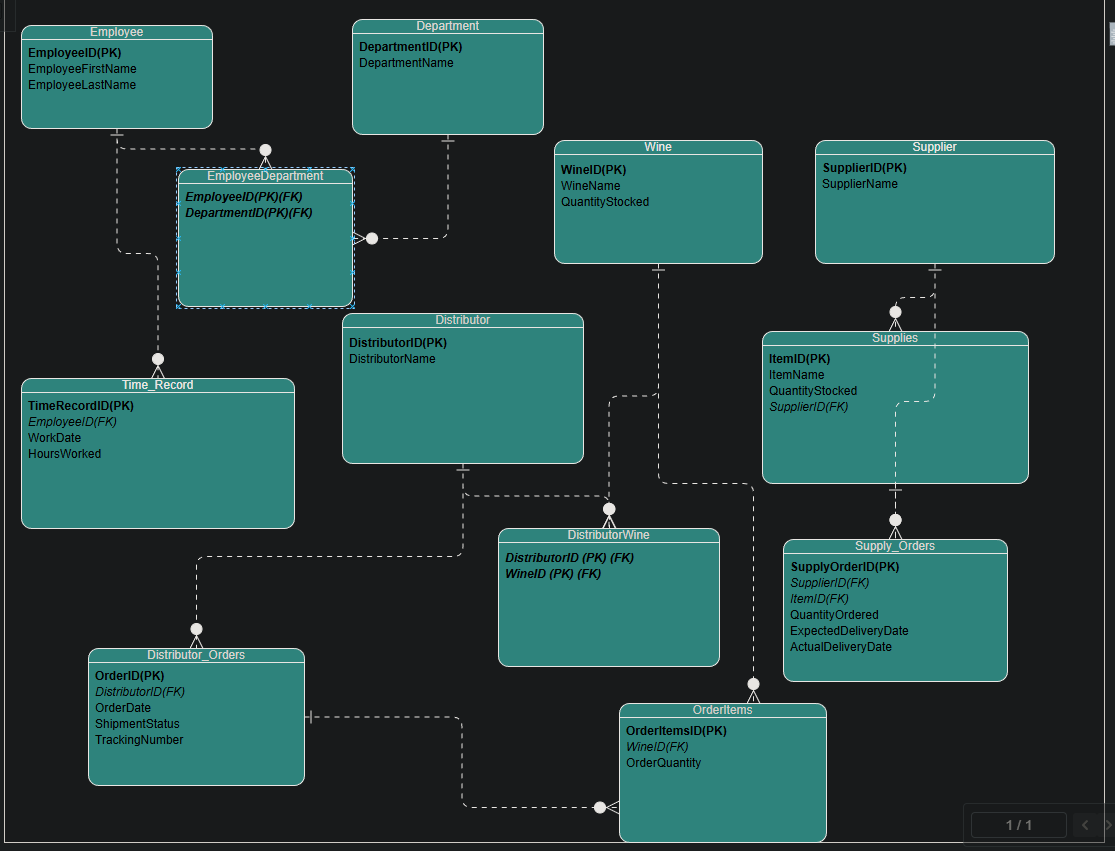 Employee
EmployeeID(PK)
EmployeeFirstName
EmployeeLastName
Department
DepartmentID(PK)
DepartmentName
EmployeeDepartment
EmployeeID(PK)(FK)
DepartmentID(PK)(FK)
Wine
WineID(PK)
WineName
QuantityStocked
Supplier
SupplierID(PK)
SupplierName
Distributor
DistributorID(PK)
DistributorName
Supplies
ItemID(PK)
ItemName
QuantityStocked
SupplierID(FK)
Time_Record
TimeRecordID(PK)
EmployeeID(FK)
WorkDate
HoursWorked
DistributorWine
DistributorID (PK) (FK)
WineID (PK) (FK)
Supply_Orders
SupplyOrderID(PK)
SupplierID(FK)
ItemID(FK)
QuantityOrdered
ExpectedDeliveryDate
ActualDeliveryDate
Distributor_Orders
OrderID(PK)
DistributorID(FK)
OrderDate
ShipmentStatus
TrackingNumber
OrderItems
OrderItemsID(PK)
WineID(FK)
OrderQuantity
1 / 1